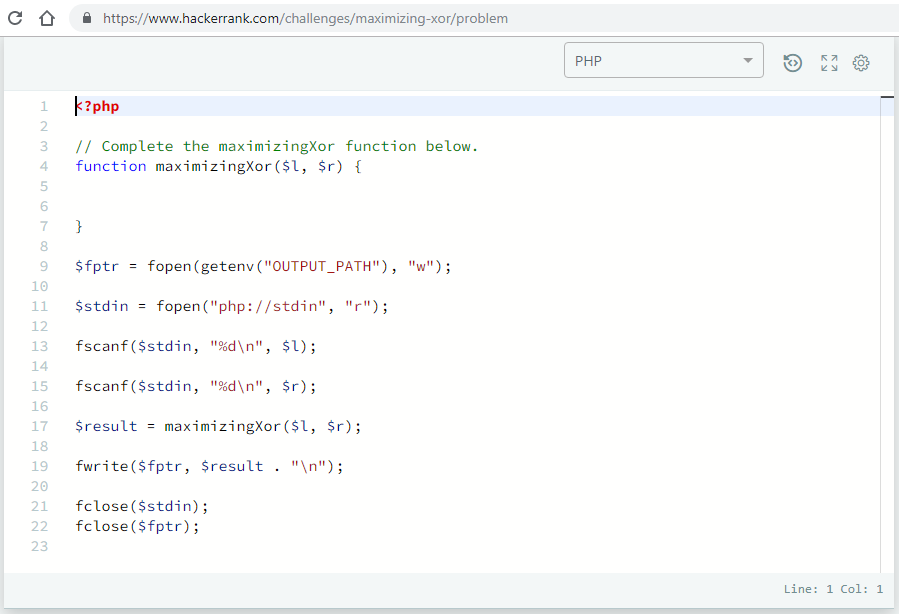 https://www.hackerrank.com/challenges/maximizing-xor/problem
PHP
1 <?php
2
3 // Complete the maximizingXor function below.
4 function maximizingXor($l, $r) {
5
6
7 }
8
9 $fptr = fopen(getenv("OUTPUT_PATH"), "w");
10
11 $stdin = fopen("php://stdin", "r");
12
13 fscanf($stdin, "%d\n", $l);
14
15 fscanf($stdin, "%d\n", $r);
16
17 $result = maximizingXor($l, $r);
18
19 fwrite($fptr, $result . "\n");
20
21 fclose($stdin);
22 fclose($fptr);
23
Line: 1 Col: 1